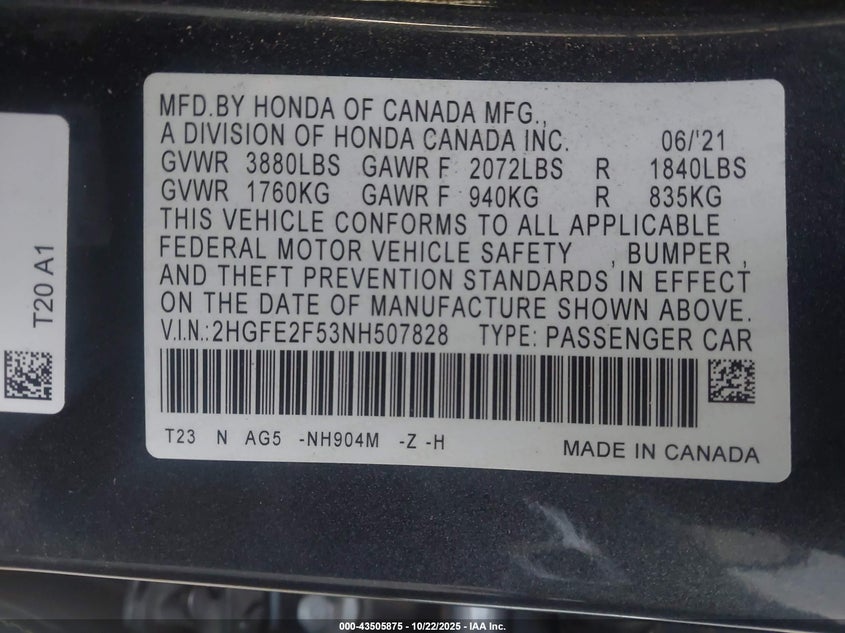 MFD.BY HONDA OF CANADA MFG.,
A DIVISION OF HONDA CANADA INC. 06/'21
GVWR 3880LBS GAWR F 2072LBS R 1840LBS
GVWR 1760KG GAWR F 940KG R 835KG
THIS VEHICLE CONFORMS TO ALL APPLICABLE
FEDERAL MOTOR VEHICLE SAFETY , BUMPER ,
AND THEFT PREVENTION STANDARDS IN EFFECT
ON THE DATE OF MANUFACTURE SHOWN ABOVE.
V.I.N.:2HGFE2F53NH507828 TYPE: PASSENGER CAR
T23 N AG5 -NH904M -Z -H MADE IN CANADA
T20 A1
000-43505875 - 10/22/2025 - IAA Inc.